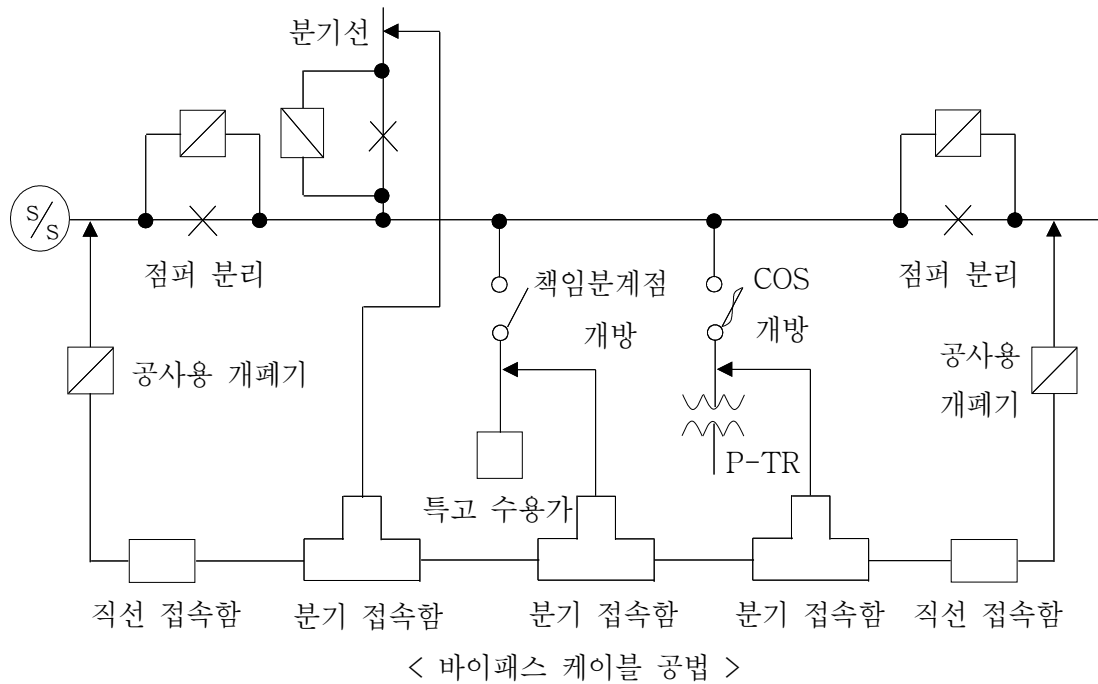 분기선
S/S
점퍼 분리
책임분계점
개방
COS
개방
점퍼 분리
공사용 개폐기
공사용
개폐기
P-TR
특고 수용가
직선 접속함
분기 접속함
분기 접속함
분기 접속함
직선 접속함
< 바이패스 케이블 공법 >